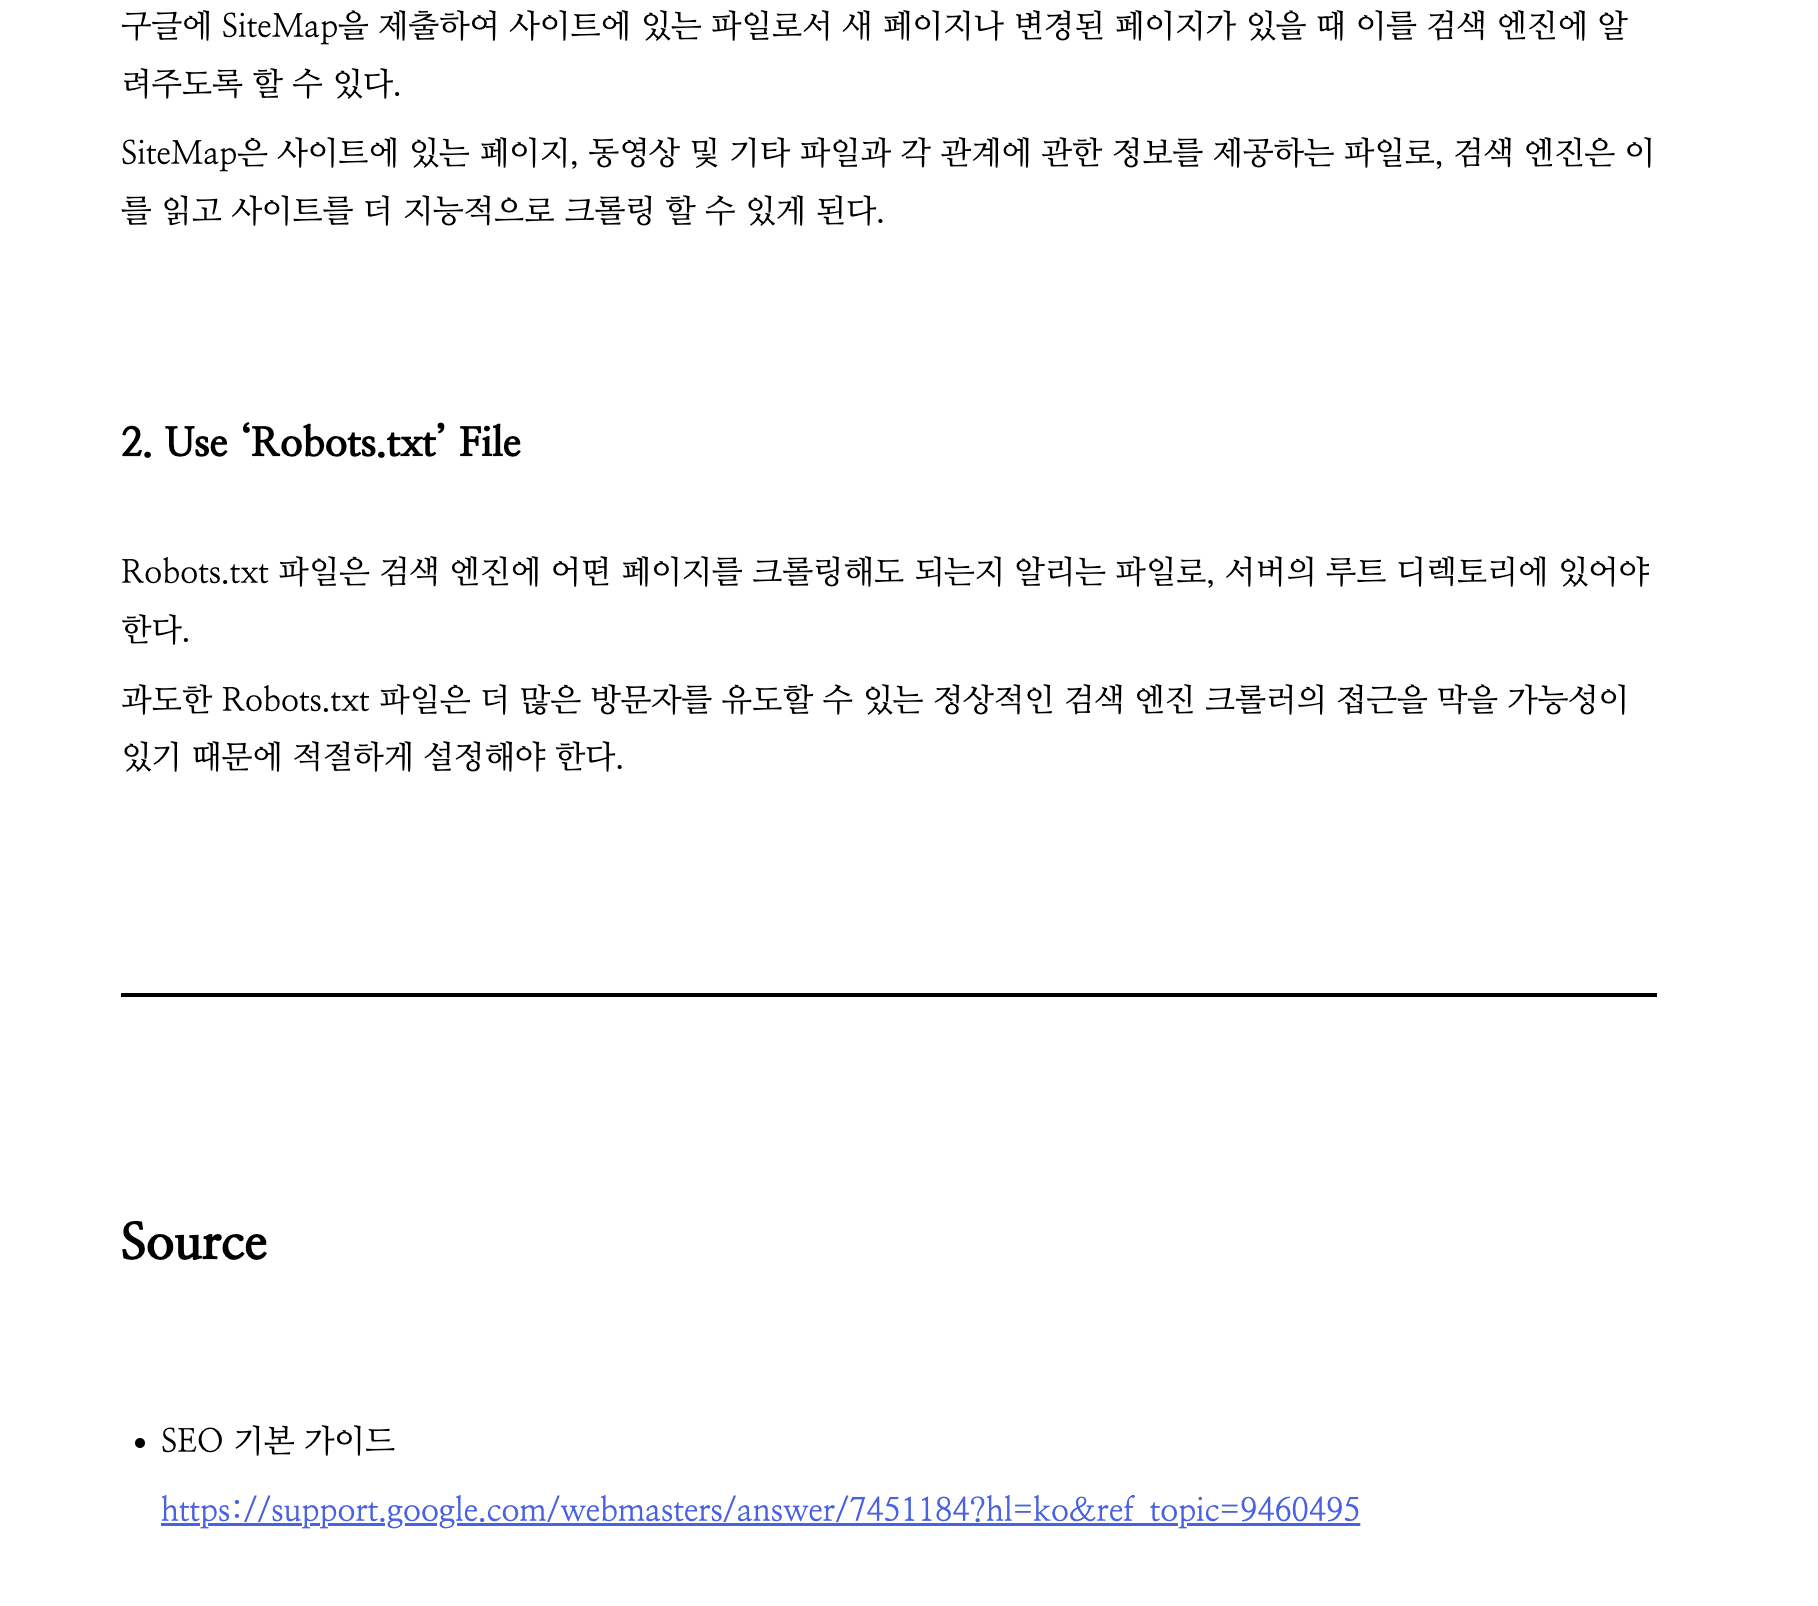 구글에 SiteMap을 제출하여 사이트에 있는 파일로서 새 페이지나 변경된 페이지가 있을 때 이를 검색 엔진에 알
려주도록 할 수 있다.
SiteMap은 사이트에 있는 페이지, 동영상 및 기타 파일과 각 관계에 관한 정보를 제공하는 파일로, 검색 엔진은 이
를 읽고 사이트를 더 지능적으로 크롤링 할 수 있게 된다.
2. Use ‘Robots.txt’ File
Robots.txt 파일은 검색 엔진에 어떤 페이지를 크롤링해도 되는지 알리는 파일로, 서버의 루트 디렉토리에 있어야
한다.
과도한 Robots.txt 파일은 더 많은 방문자를 유도할 수 있는 정상적인 검색 엔진 크롤러의 접근을 막을 가능성이
있기 때문에 적절하게 설정해야 한다.
Source
• SEO 기본 가이드
https://support.google.com/webmasters/answer/7451184?hl=ko&ref_topic=9460495